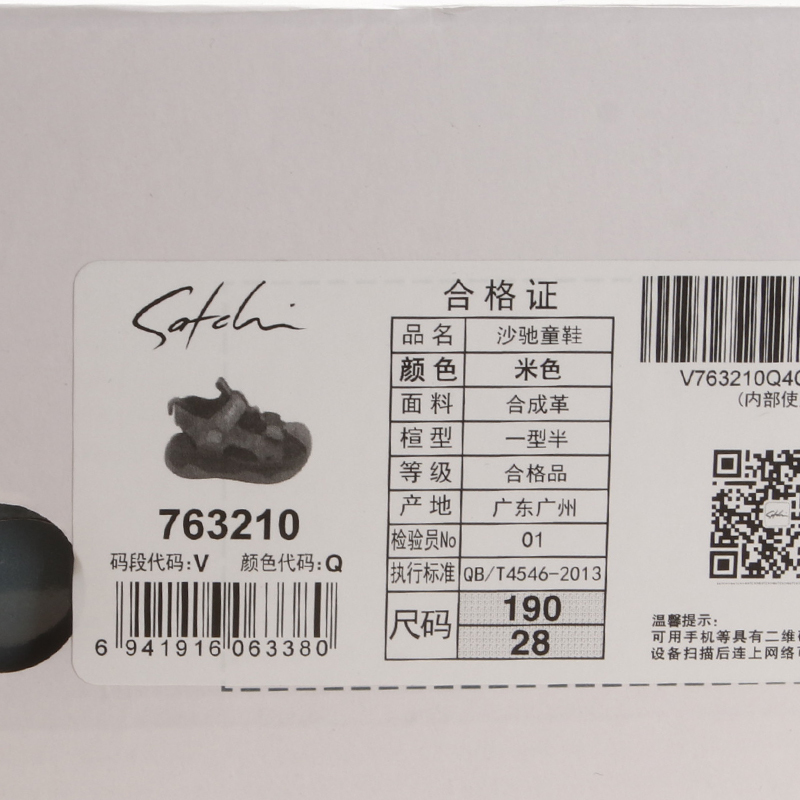 Satchi
763210
码段代码:V 颜色代码:Q
6 941916 063380
合格证
品名 沙驰童鞋
颜色 米色
面料 合成革
楦型 一型半
等级 合格品
产地 广东广州
检验员No 01
执行标准 QB/T4546-2013
尺码 190
28
V763210Q40
(内部使
温馨提示:
可用手机等具有二维
设备扫描后连上网络